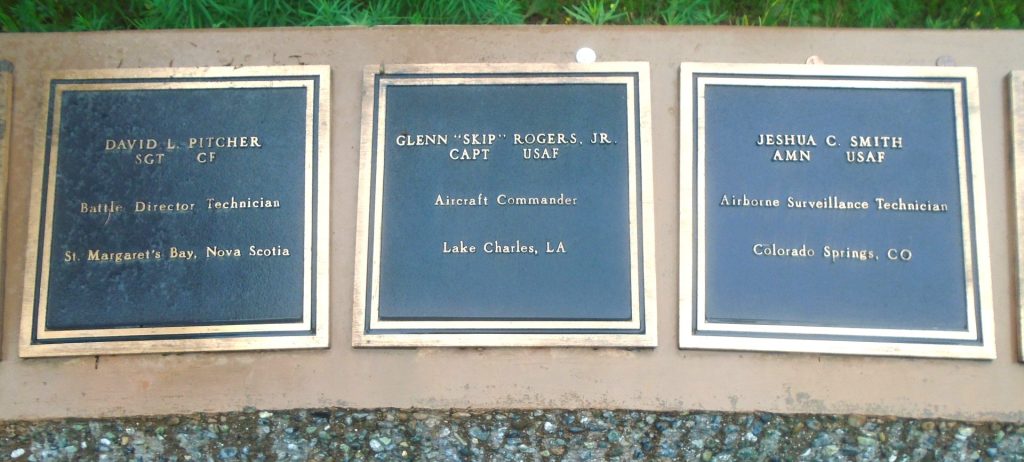 DAVID L. PITCHER
SGT CF
Battle Director Technician
St. Margaret's Bay, Nova Scotia
GLENN "SKIP" ROGERS, JR.
CAPT USAF
Aircraft Commander
Lake Charles, LA
JESHUA C. SMITH
AMN USAF
Airborne Surveillance Technician
Colorado Springs, CO